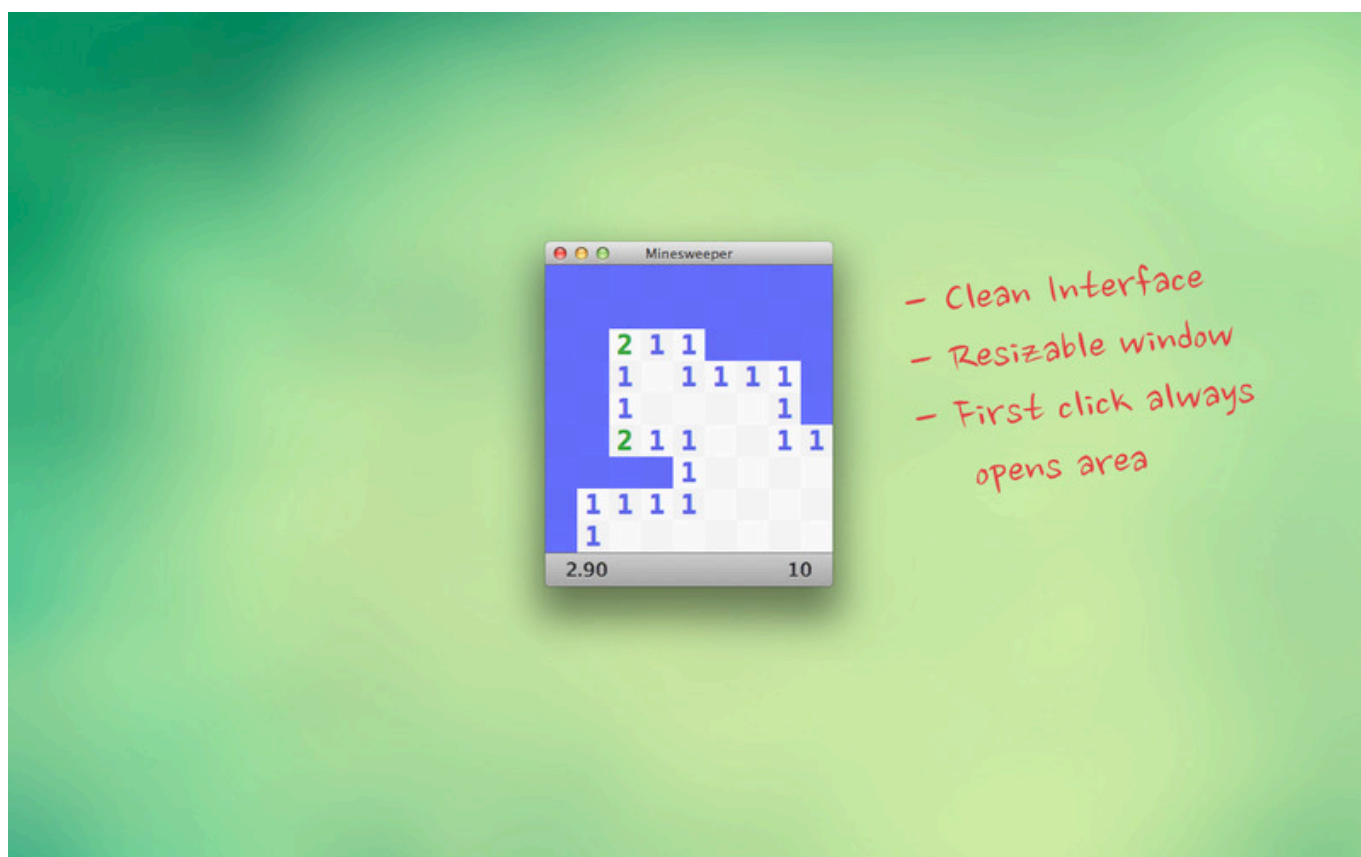 Minesweeper
2 1 1
1 1 1 1 1
1 1
2 1 1 1 1
1
1 1 1 1
1
2.90 10
- Clean Interface
- Resizable window
- First click always
opens area